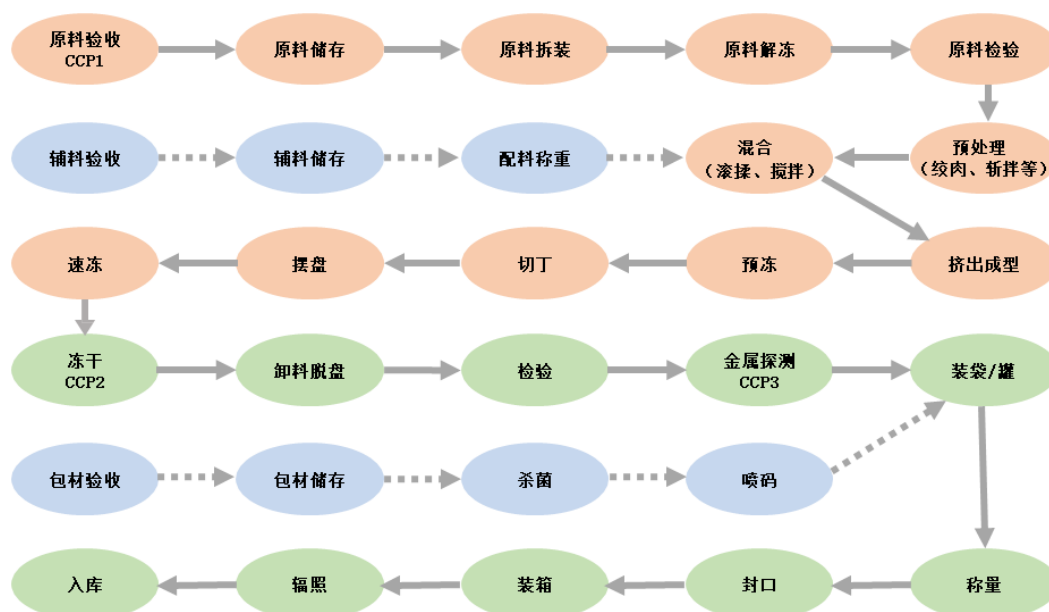 原料验收
CCP1
原料储存
原料拆装
原料解冻
原料检验
辅料验收
辅料储存
配料称重
混合
（滚揉、搅拌）
预处理
（绞肉、斩拌等）
速冻
摆盘
切丁
预冻
挤出成型
冻干
CCP2
卸料脱盘
检验
金属探测
CCP3
装袋/罐
包材验收
包材储存
杀菌
喷码
入库
辐照
装箱
封口
称量